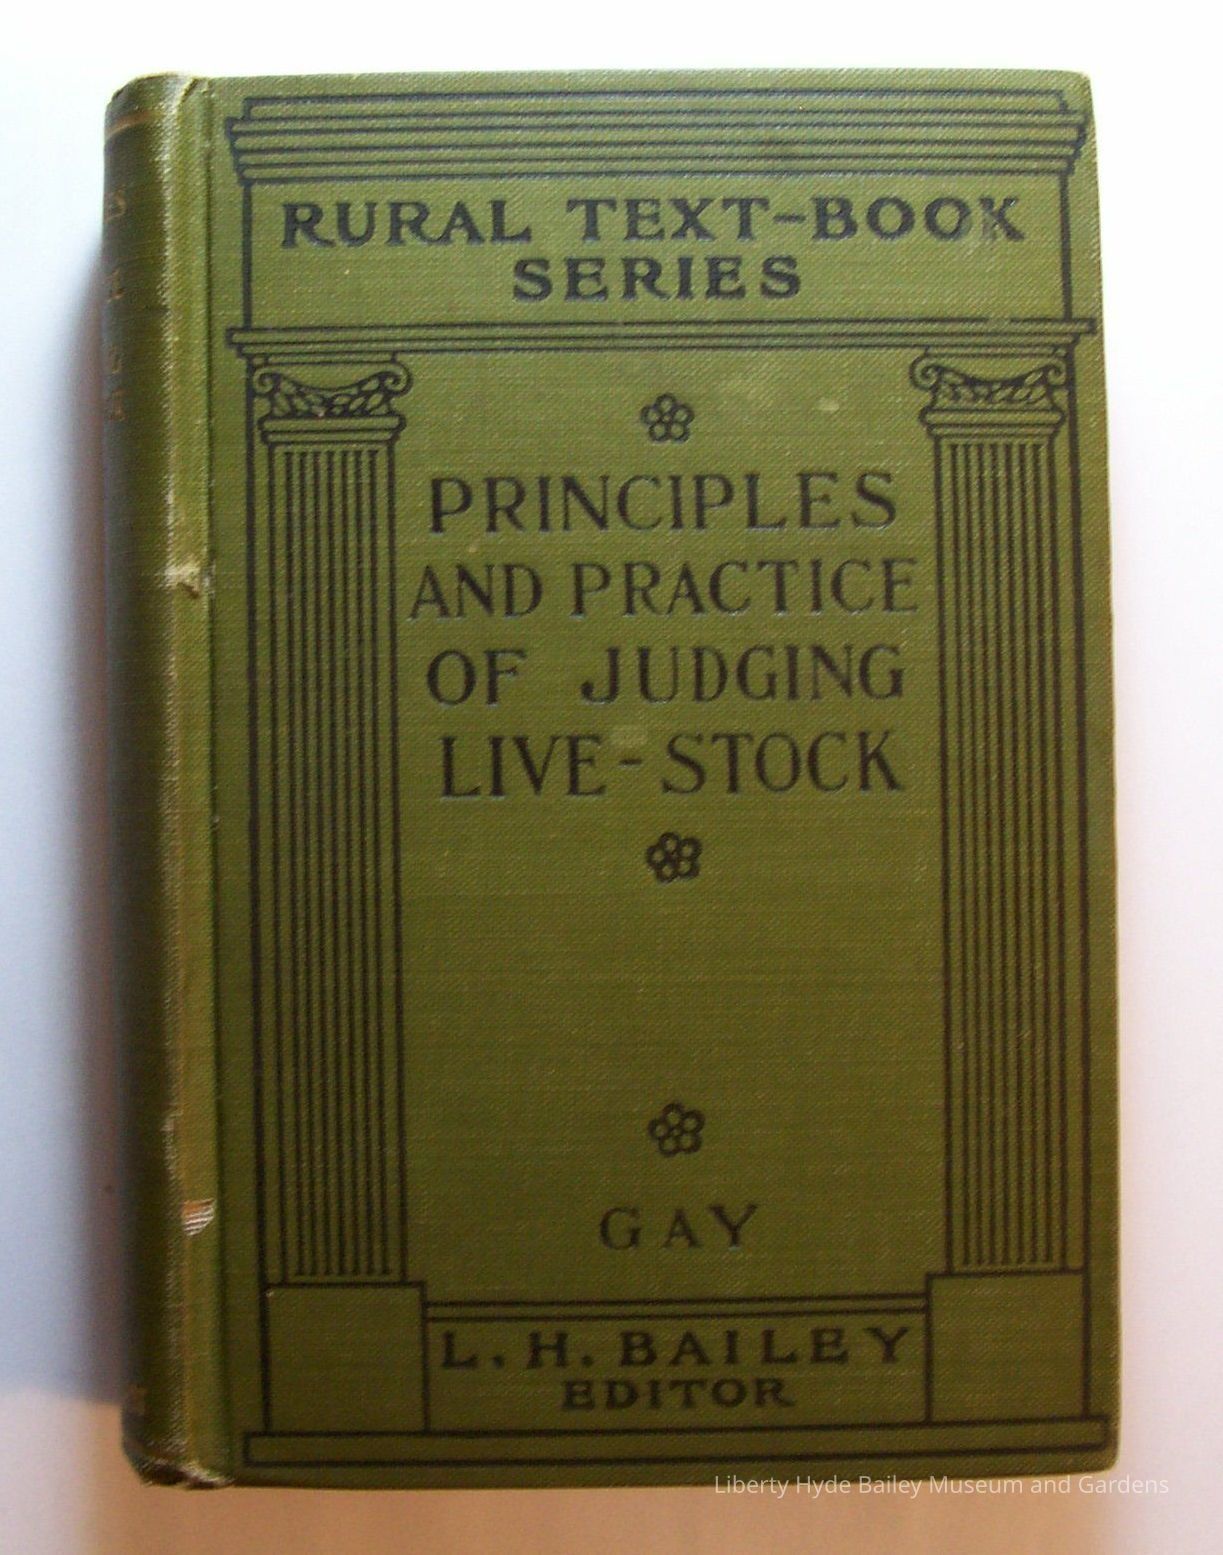 RURAL TEXT-BOOK
SERIES
PRINCIPLES
AND PRACTICE
OF JUDGING
LIVE-STOCK
GAY
L. H. BAILEY
EDITOR
Liberty Hyde Bailey Museum and Gardens